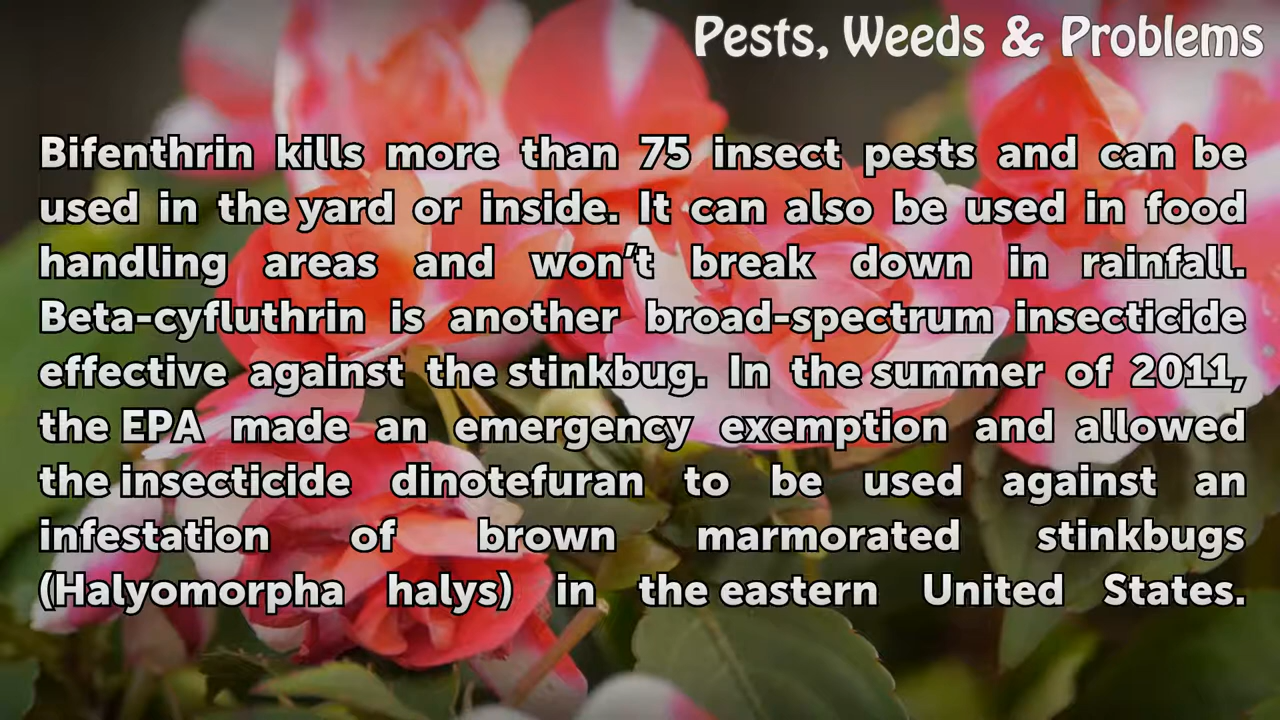 Pests, Weeds & Problems
Bifenthrin kills more than 75 insect pests and can be
used in the yard or inside. It can also be used in food
handling areas and won’t break down in rainfall.
Beta-cyfluthrin is another broad-spectrum insecticide
effective against the stinkbug. In the summer of 2011,
the EPA made an emergency exemption and allowed
the insecticide dinotefuran to be used against an
infestation of brown marmorated stinkbugs
(Halyomorpha halys) in the eastern United States.